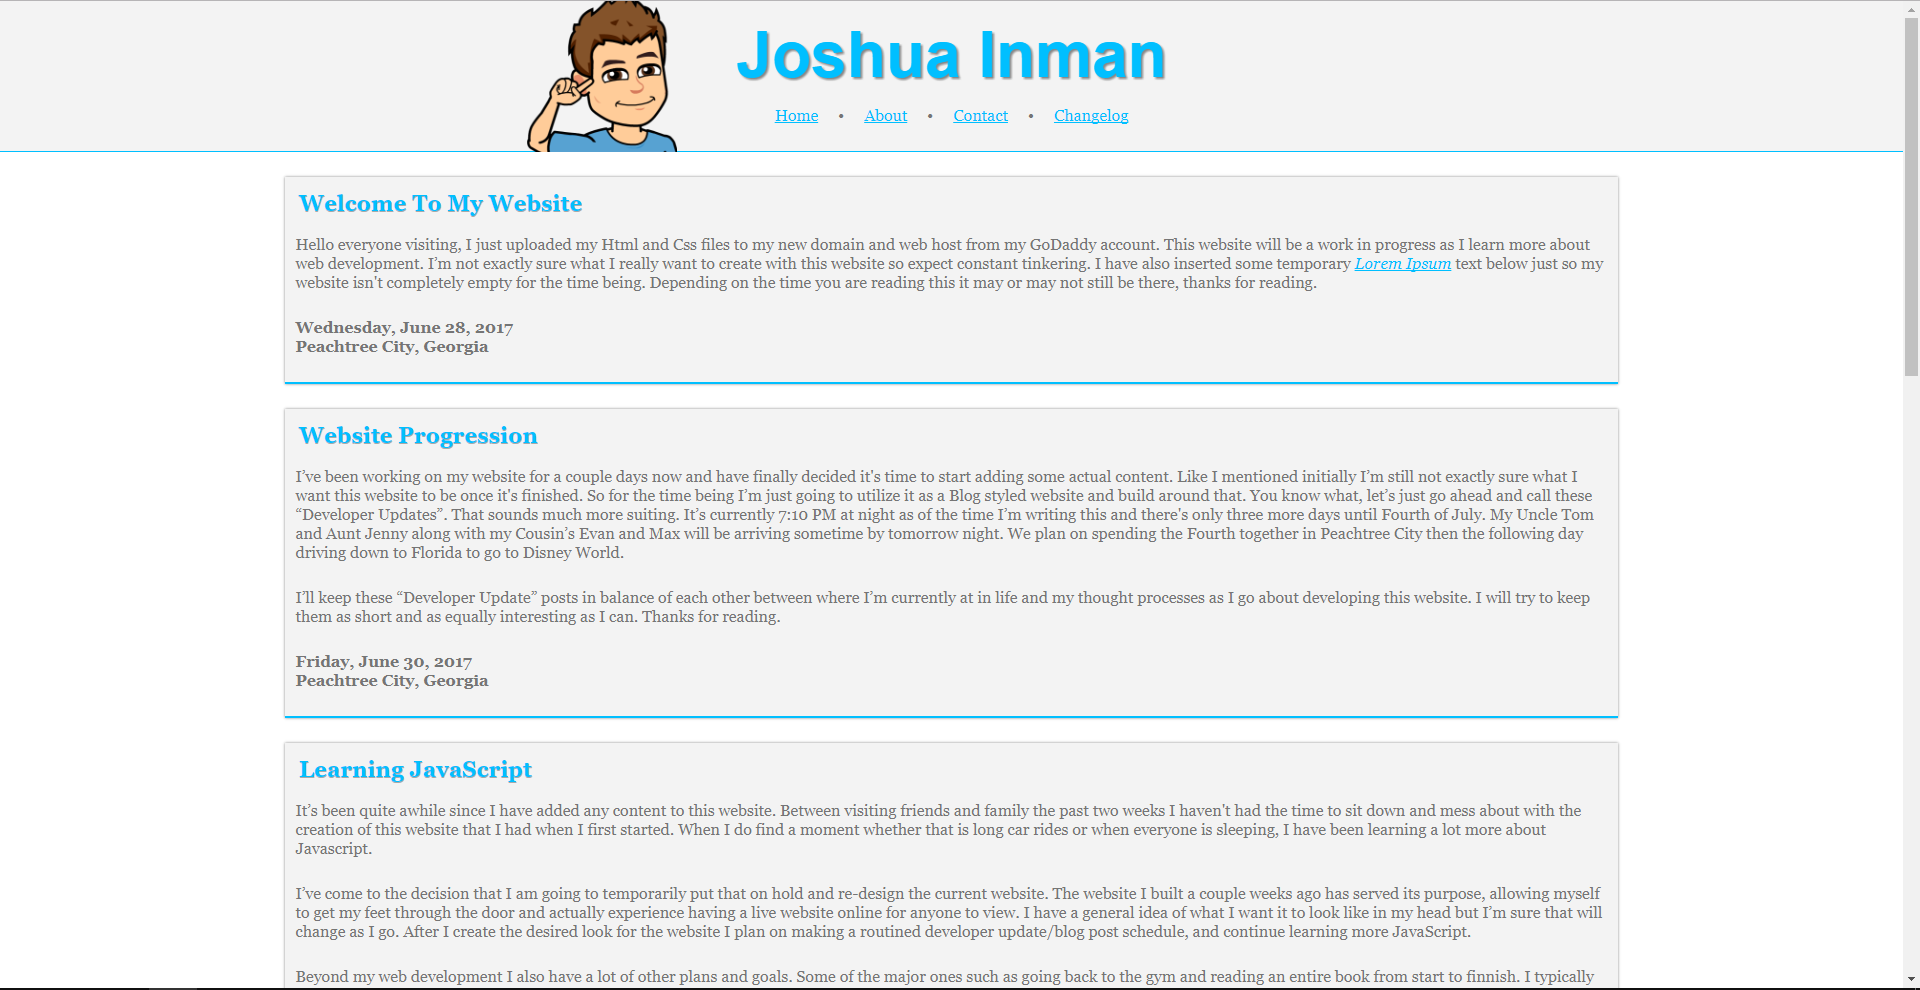 Joshua Inman
Home • About • Contact • Changelog
Welcome To My Website
Hello everyone visiting, I just uploaded my Html and Css files to my new domain and web host from my GoDaddy account. This website will be a work in progress as I learn more about
web development. I’m not exactly sure what I really want to create with this website so expect constant tinkering. I have also inserted some temporary Lorem Ipsum text below just so my
website isn't completely empty for the time being. Depending on the time you are reading this it may or may not still be there, thanks for reading.
Wednesday, June 28, 2017
Peachtree City, Georgia
Website Progression
I’ve been working on my website for a couple days now and have finally decided it's time to start adding some actual content. Like I mentioned initially I’m still not exactly sure what I
want this website to be once it's finished. So for the time being I’m just going to utilize it as a Blog styled website and build around that. You know what, let’s just go ahead and call these
“Developer Updates”. That sounds much more suiting. It’s currently 7:10 PM at night as of the time I’m writing this and there's only three more days until Fourth of July. My Uncle Tom
and Aunt Jenny along with my Cousin’s Evan and Max will be arriving sometime by tomorrow night. We plan on spending the Fourth together in Peachtree City then the following day
driving down to Florida to go to Disney World.
I’ll keep these “Developer Update” posts in balance of each other between where I’m currently at in life and my thought processes as I go about developing this website. I will try to keep
them as short and as equally interesting as I can. Thanks for reading.
Friday, June 30, 2017
Peachtree City, Georgia
Learning JavaScript
It’s been quite awhile since I have added any content to this website. Between visiting friends and family the past two weeks I haven't had the time to sit down and mess about with the
creation of this website that I had when I first started. When I do find a moment whether that is long car rides or when everyone is sleeping, I have been learning a lot more about
Javascript.
I’ve come to the decision that I am going to temporarily put that on hold and re-design the current website. The website I built a couple weeks ago has served its purpose, allowing myself
to get my feet through the door and actually experience having a live website online for anyone to view. I have a general idea of what I want it to look like in my head but I’m sure that will
change as I go. After I create the desired look for the website I plan on making a routined developer update/blog post schedule, and continue learning more JavaScript.
Beyond my web development I also have a lot of other plans and goals. Some of the major ones such as going back to the gym and reading an entire book from start to finnish. I typically